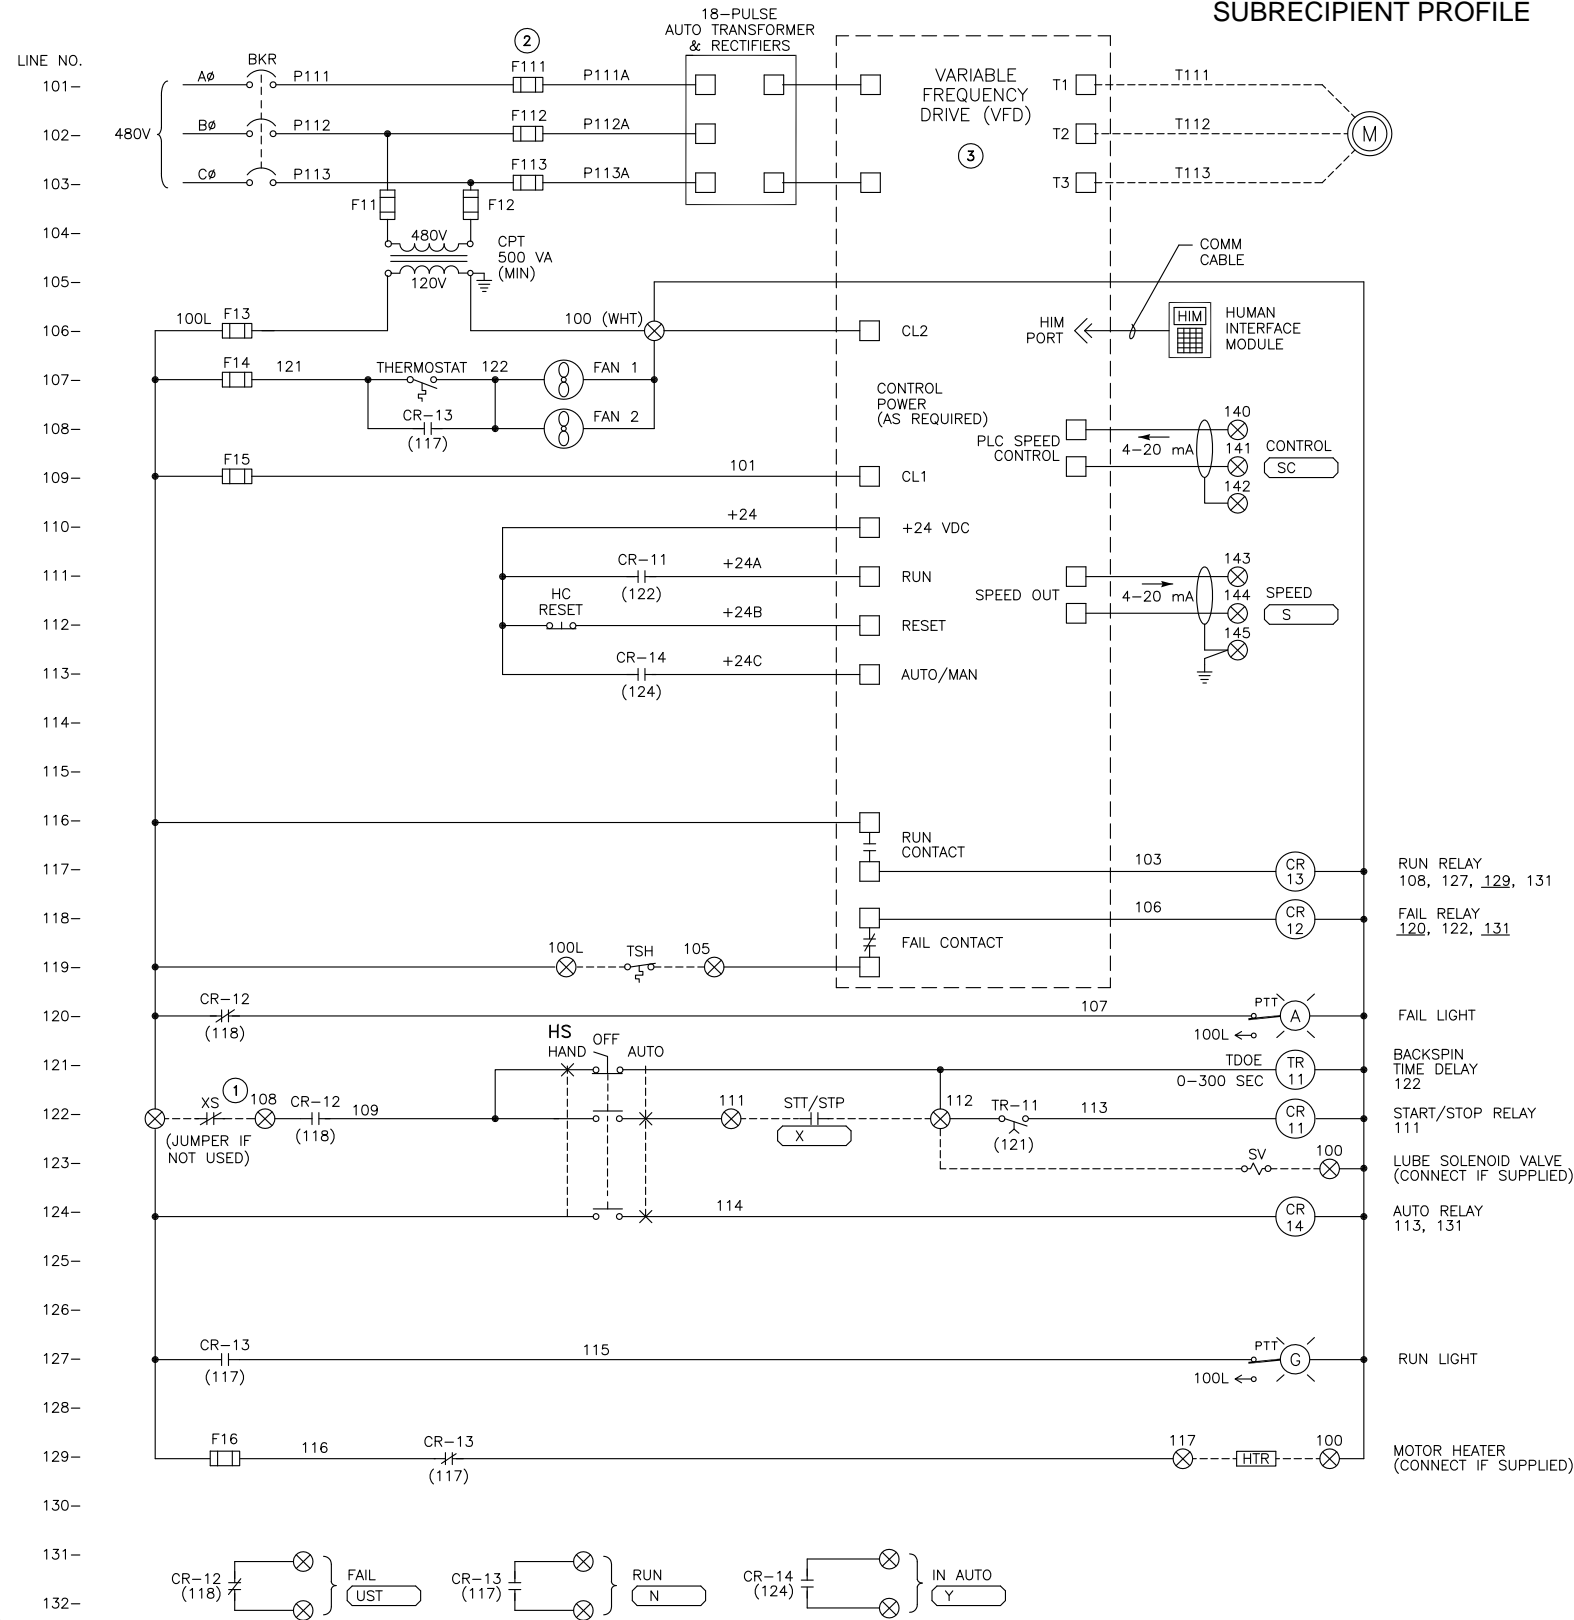 SUBRECIPIENT PROFILE
18-PULSE
AUTO TRANSFORMER
& RECTIFIERS
LINE NO.
101-
AØ
BKR
P111
2
F111
P111A
VARIABLE
FREQUENCY
DRIVE (VFD)
3
T1
T111
102-
480V
BØ
P112
F112
P112A
T2
T112
M
103-
CØ
P113
F113
P113A
T3
T113
F11
F12
104-
480V
CPT
500 VA
(MIN)
COMM
CABLE
105-
120V
106-
100L
F13
100 (WHT)
CL2
HIM
PORT
HIM
HUMAN
INTERFACE
MODULE
107-
F14
121
THERMOSTAT
122
FAN 1
CONTROL
POWER
(AS REQUIRED)
108-
CR-13
(117)
FAN 2
PLC SPEED
CONTROL
4-20 mA
140
141
142
CONTROL
SC
109-
F15
101
CL1
110-
+24
+24 VDC
111-
CR-11
(122)
+24A
RUN
SPEED OUT
4-20 mA
143
144
145
SPEED
S
112-
HC
RESET
+24B
RESET
113-
CR-14
(124)
+24C
AUTO/MAN
114-
115-
116-
RUN
CONTACT
117-
103
CR
13
RUN RELAY
108, 127, 129, 131
118-
106
CR
12
FAIL RELAY
120, 122, 131
FAIL CONTACT
119-
100L
TSH
105
120-
CR-12
(118)
107
PTT
100L
A
FAIL LIGHT
121-
HS
HAND
OFF
AUTO
TDOE
0-300 SEC
TR
11
BACKSPIN
TIME DELAY
122
122-
XS
1
108
(JUMPER IF
NOT USED)
CR-12
(118)
109
111
STT/STP
X
112
TR-11
(121)
113
CR
11
START/STOP RELAY
111
123-
SV
100
LUBE SOLENOID VALVE
(CONNECT IF SUPPLIED)
124-
114
CR
14
AUTO RELAY
113, 131
125-
126-
127-
CR-13
(117)
115
PTT
100L
G
RUN LIGHT
128-
129-
F16
116
CR-13
(117)
117
HTR
100
MOTOR HEATER
(CONNECT IF SUPPLIED)
130-
131-
CR-12
(118)
FAIL
UST
CR-13
(117)
RUN
N
CR-14
(124)
IN AUTO
Y
132-